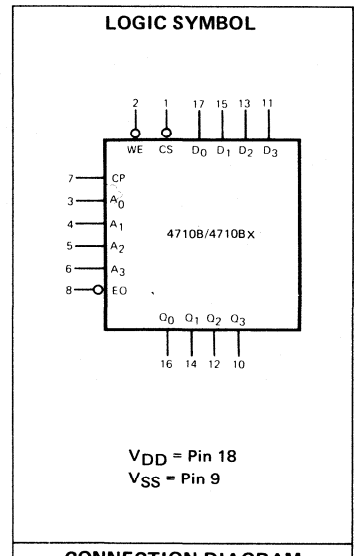 LOGIC SYMBOL
2 1 17 15 13 11
WE CS D0 D1 D2 D3
7 CP
3 A0
4 A1
4710B/4710BX
5 A2
6 A3
8 EO
Q0 Q1 Q2 Q3
16 14 12 10
VDD = Pin 18
VSS = Pin 9
CONNECTION DIAGRAM